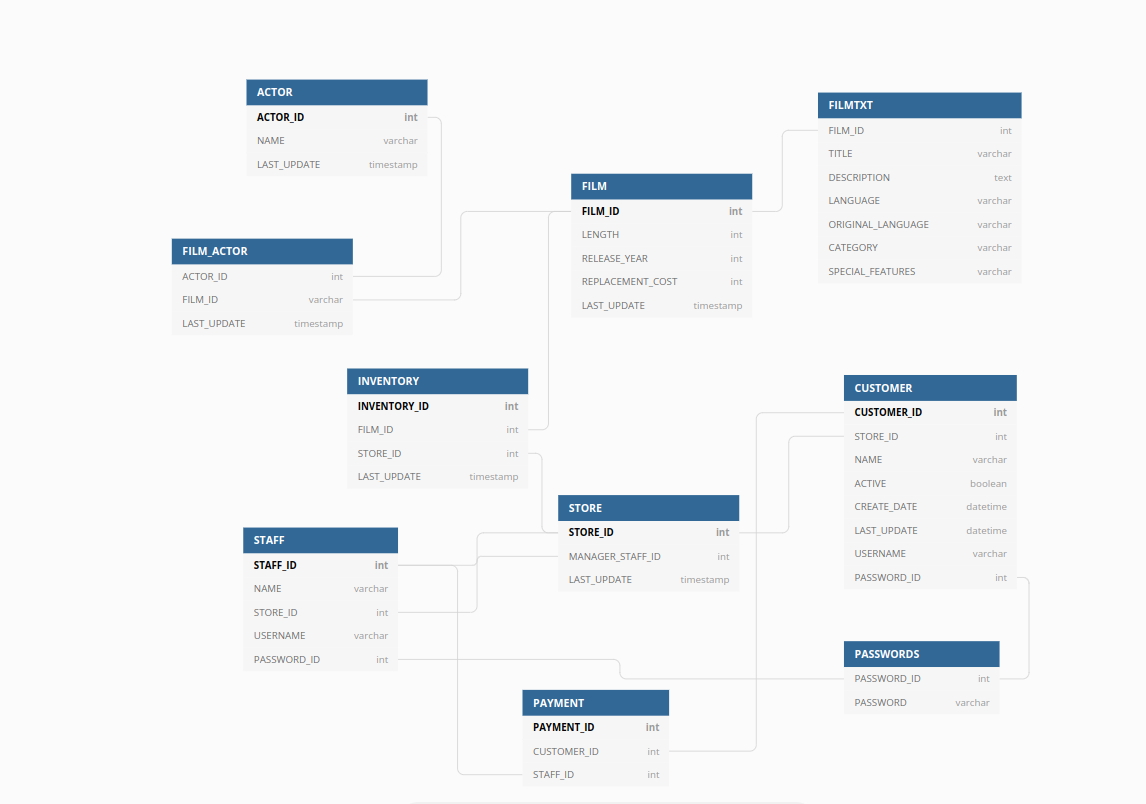 ACTOR
ACTOR_ID int
NAME varchar
LAST_UPDATE timestamp
FILMTXT
FILM_ID int
TITLE varchar
DESCRIPTION text
LANGUAGE varchar
ORIGINAL_LANGUAGE varchar
CATEGORY varchar
SPECIAL_FEATURES varchar
FILM
FILM_ID int
LENGTH int
RELEASE_YEAR int
REPLACEMENT_COST int
LAST_UPDATE timestamp
FILM_ACTOR
ACTOR_ID int
FILM_ID varchar
LAST_UPDATE timestamp
INVENTORY
INVENTORY_ID int
FILM_ID int
STORE_ID int
LAST_UPDATE timestamp
CUSTOMER
CUSTOMER_ID int
STORE_ID int
NAME varchar
ACTIVE boolean
CREATE_DATE datetime
LAST_UPDATE datetime
USERNAME varchar
PASSWORD_ID int
STORE
STORE_ID int
MANAGER_STAFF_ID int
LAST_UPDATE timestamp
STAFF
STAFF_ID int
NAME varchar
STORE_ID int
USERNAME varchar
PASSWORD_ID int
PASSWORDS
PASSWORD_ID int
PASSWORD varchar
PAYMENT
PAYMENT_ID int
CUSTOMER_ID int
STAFF_ID int